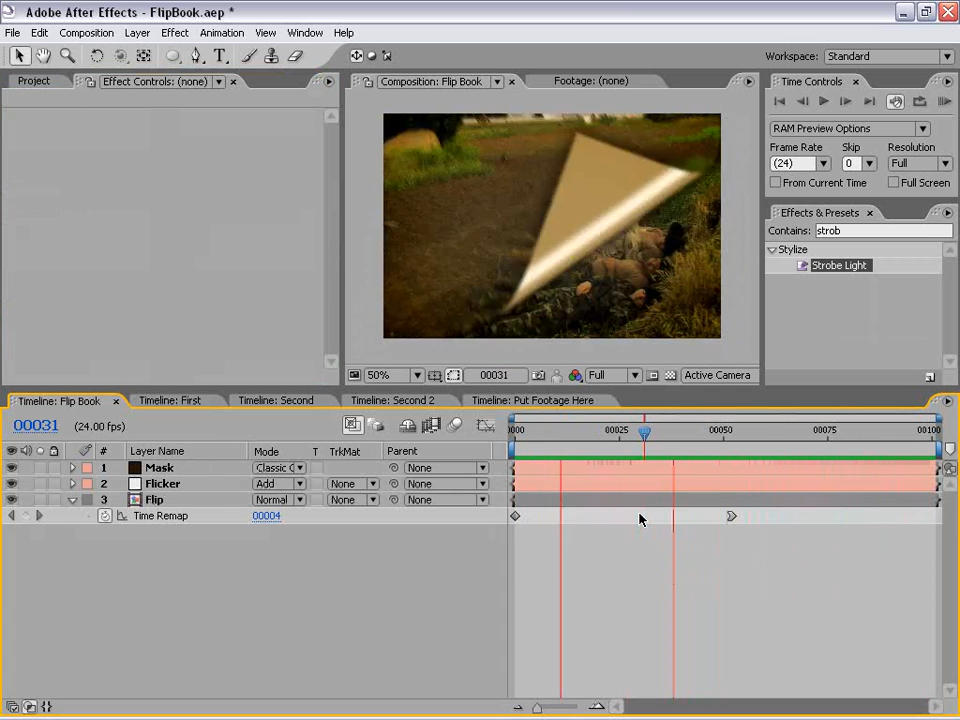 Adobe After Effects - FlipBook.aep *
File Edit Composition Layer Effect Animation View Window Help
Workspace: Standard
Project Effect Controls: (none)
Composition: Flip Book Footage: (none)
Time Controls
RAM Preview Options
Frame Rate Skip Resolution
(24) 0 Full
From Current Time Full Screen
Effects & Presets
Contains: strob
Stylize
Strobe Light
50% 00031 Full Active Camera
Timeline: Flip Book Timeline: First Timeline: Second Timeline: Second 2 Timeline: Put Footage Here
00031 (24.00 fps)
0000 00025 00050 00075 00100
# Layer Name Mode T TrkMat Parent
1 Mask Classic C None
2 Flicker Add None None
3 Flip Normal None None
Time Remap 00004